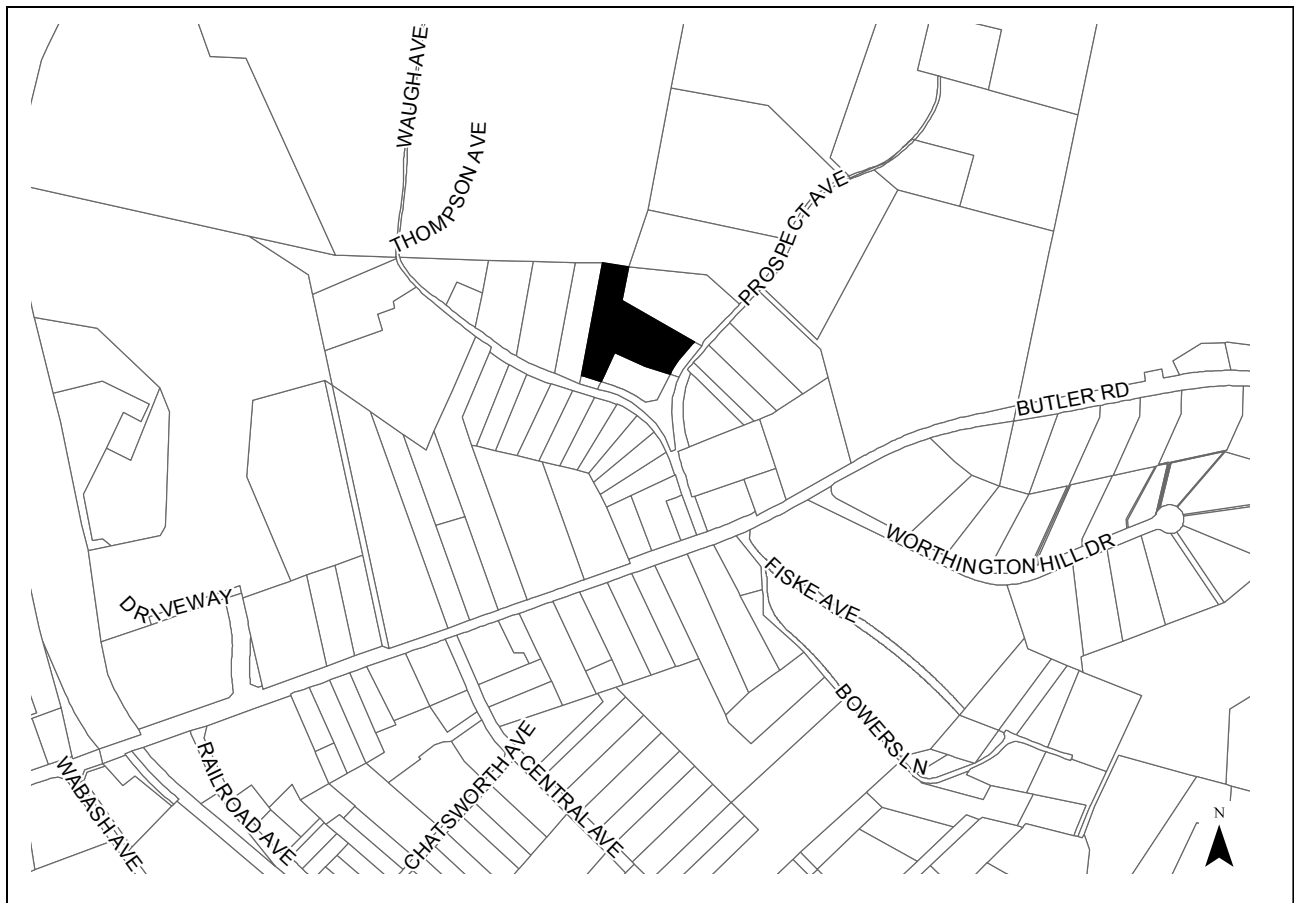 WAUGH AVE
THOMPSON AVE
PROSPECT AVE
BUTLER RD
WORTHINGTON HILL DR
FISKE AVE
DRIVEWAY
BOWERS LN
WABASH AVE
RAILROAD AVE
CHATSWORTH AVE
CENTRAL AVE
N